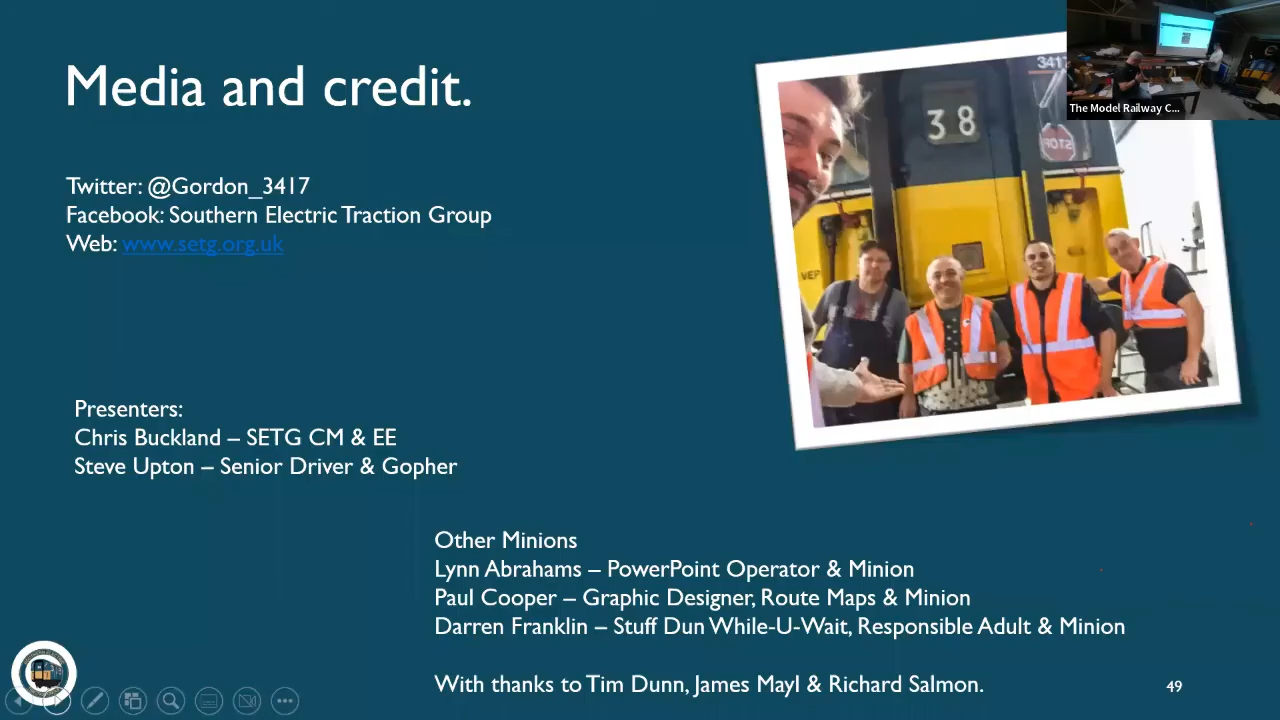 Media and credit.
Twitter: @Gordon_3417
Facebook: Southern Electric Traction Group
Web: www.setg.org.uk
Presenters:
Chris Buckland – SETG CM & EE
Steve Upton – Senior Driver & Gopher
Other Minions
Lynn Abrahams – PowerPoint Operator & Minion
Paul Cooper – Graphic Designer, Route Maps & Minion
Darren Franklin – Stuff Dun While-U-Wait, Responsible Adult & Minion
With thanks to Tim Dunn, James Mayl & Richard Salmon.
49
3417
38
STOP
VEP
The Model Railway C...